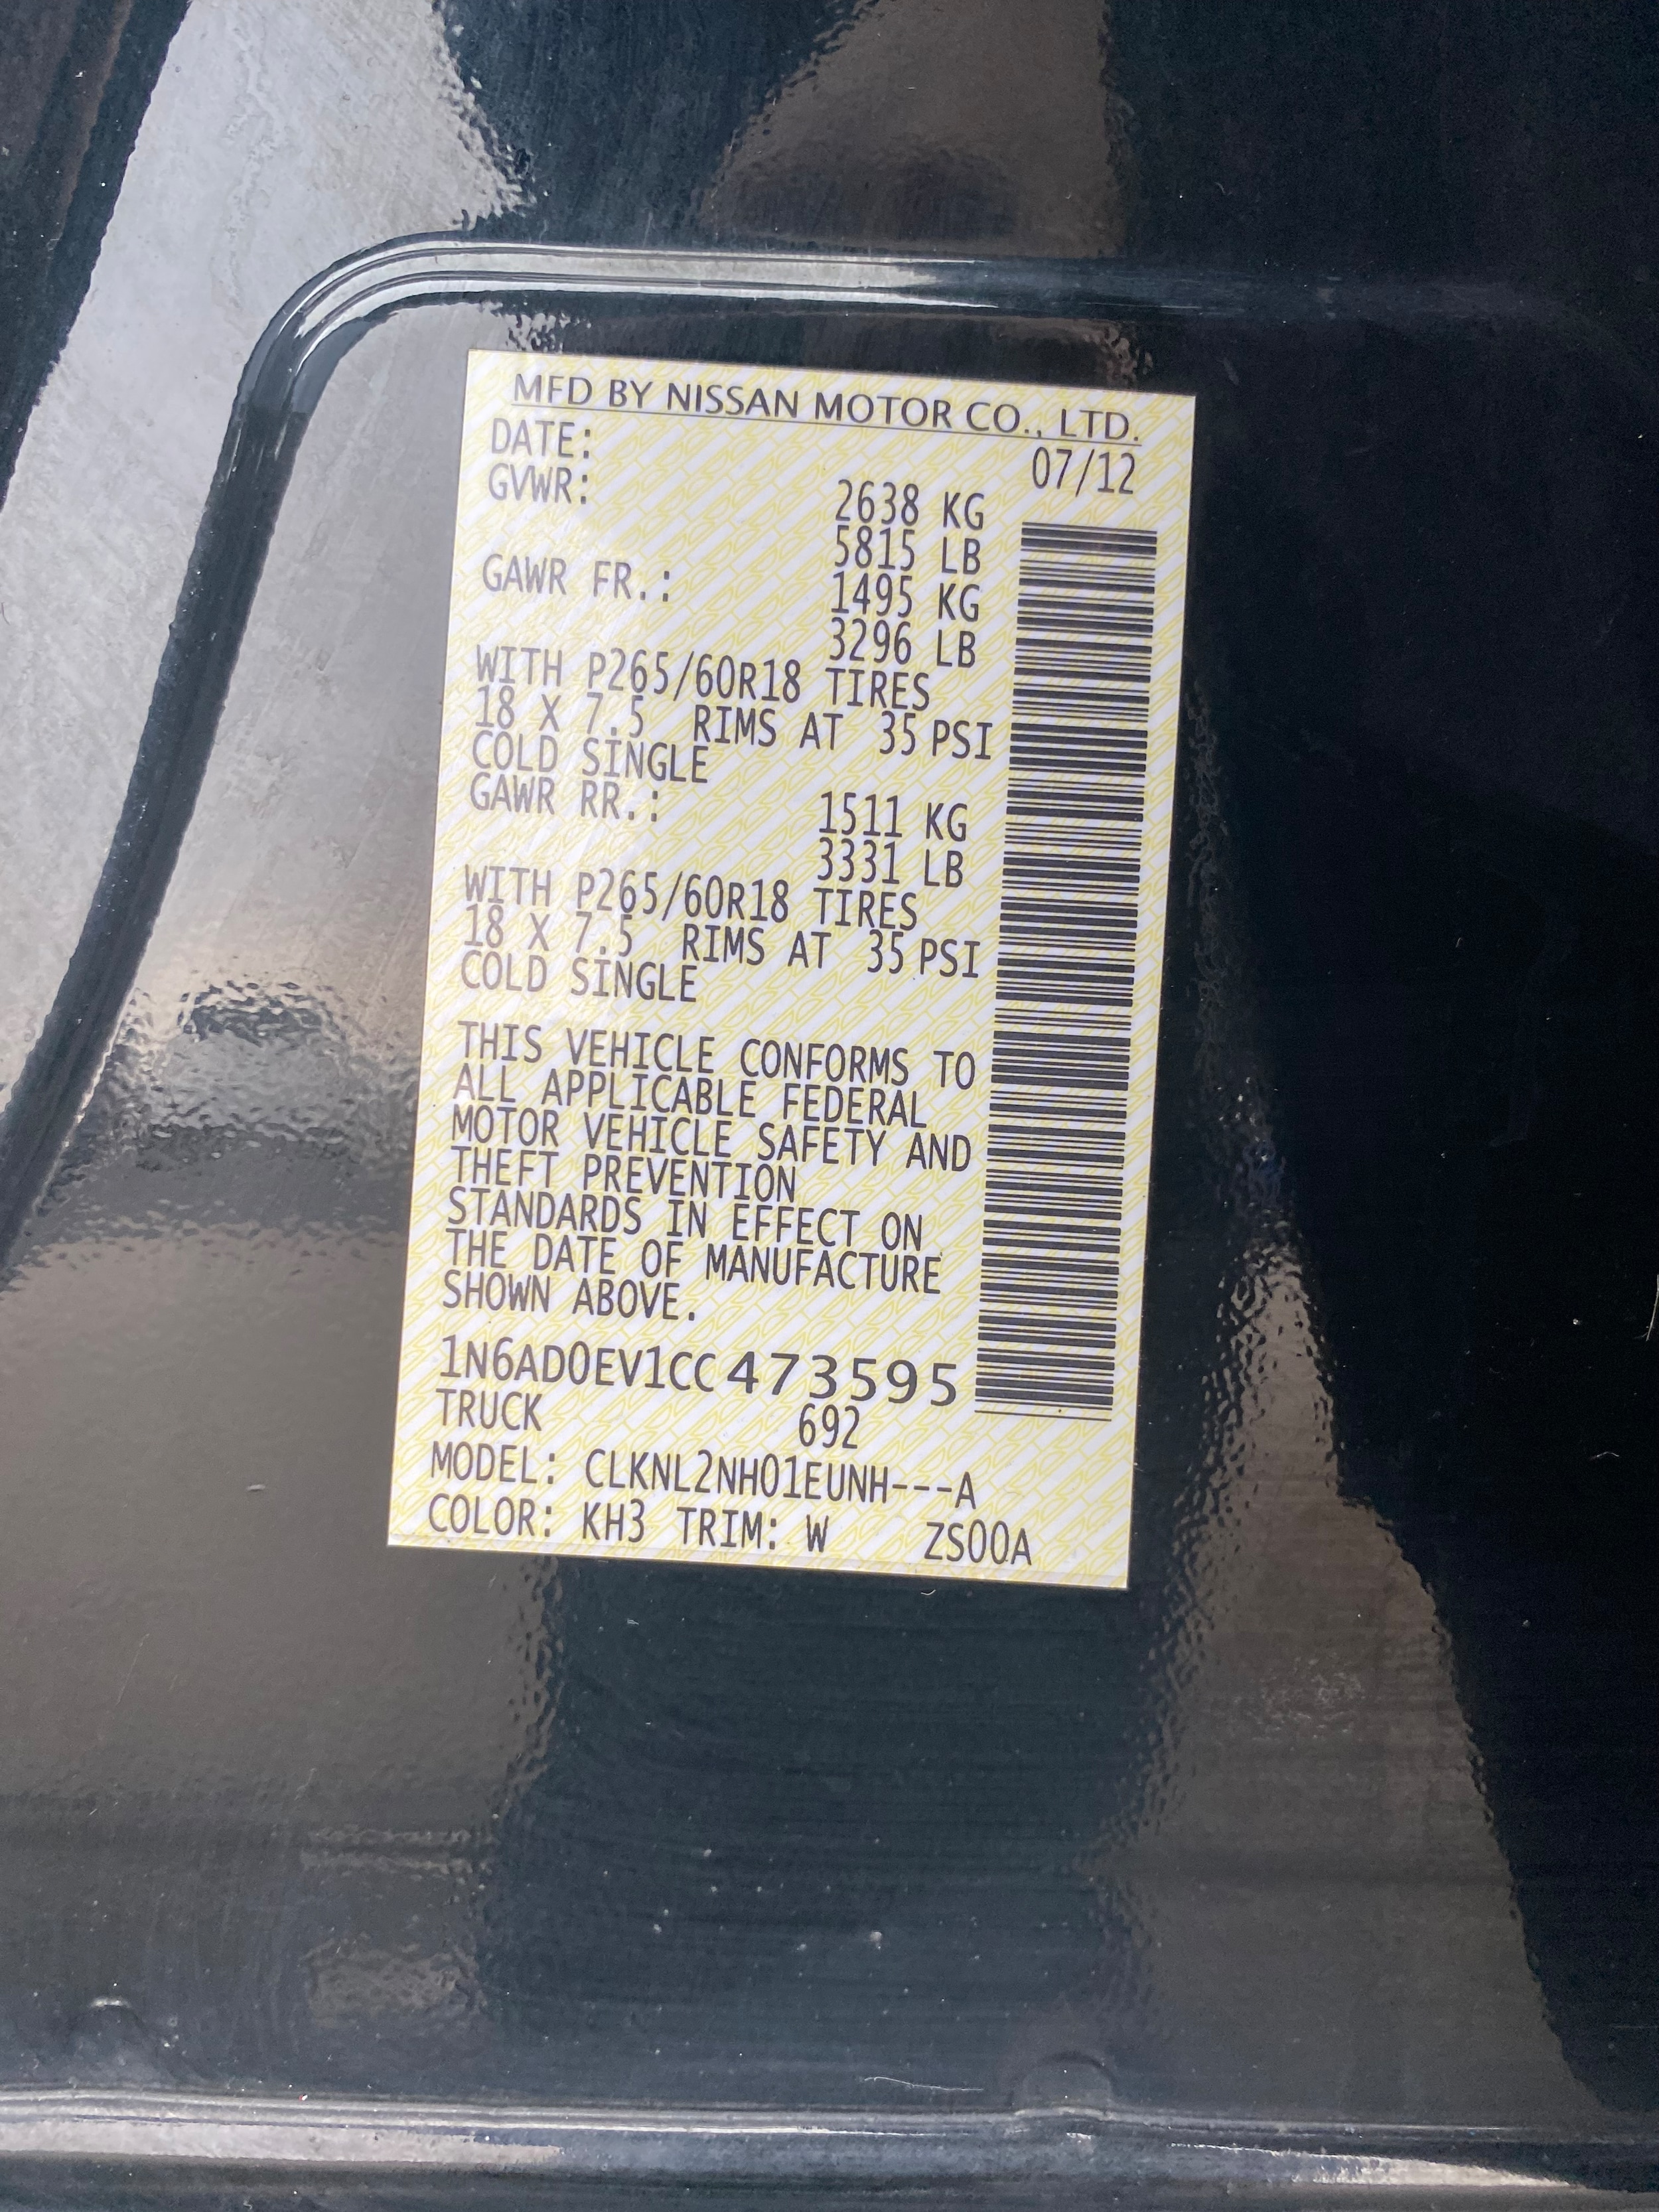 MFD BY NISSAN MOTOR CO., LTD.
DATE: 07/12
GVWR: 2638 KG
5815 LB
GAWR FR.: 1495 KG
3296 LB
WITH P265/60R18 TIRES
18 X 7.5 RIMS AT 35 PSI
COLD SINGLE
GAWR RR.: 1511 KG
3331 LB
WITH P265/60R18 TIRES
18 X 7.5 RIMS AT 35 PSI
COLD SINGLE
THIS VEHICLE CONFORMS TO
ALL APPLICABLE FEDERAL
MOTOR VEHICLE SAFETY AND
THEFT PREVENTION
STANDARDS IN EFFECT ON
THE DATE OF MANUFACTURE
SHOWN ABOVE.
1N6AD0EV1CC473595
TRUCK 692
MODEL: CLKNL2NH01EUNH---A
COLOR: KH3 TRIM: W ZS00A